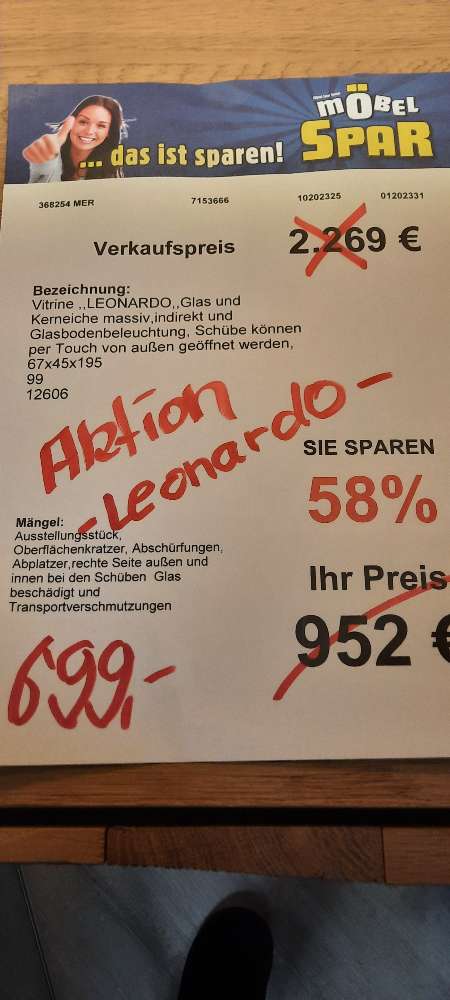 MÖBEL
SPAR
... das ist sparen!
368254 MER 7153666 10202325 01202331
Verkaufspreis 2.269 €
Bezeichnung:
Vitrine ,,LEONARDO,,Glas und
Kerneiche massiv,indirekt und
Glasbodenbeleuchtung, Schübe können
per Touch von außen geöffnet werden,
67x45x195
99
12606
Aktion
-Leonardo-
SIE SPAREN
58%
Mängel:
Ausstellungsstück,
Oberflächenkratzer, Abschürfungen,
Abplatzer,rechte Seite außen und
innen bei den Schüben Glas
beschädigt und
Transportverschmutzungen
Ihr Preis
952 €
699,-